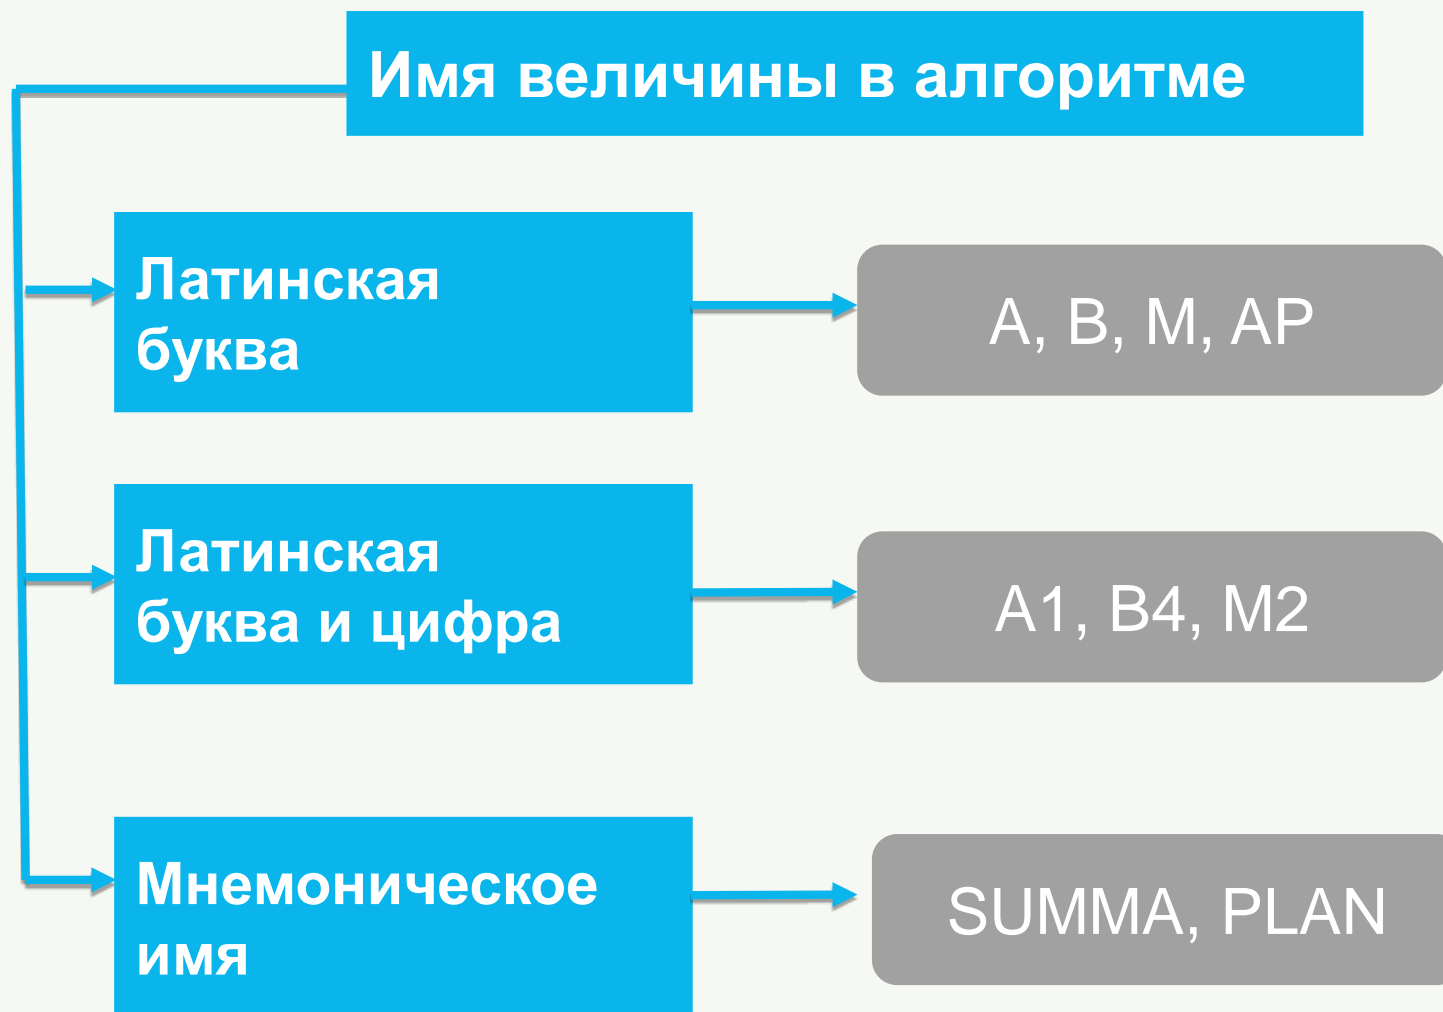 Имя величины в алгоритме
Латинская
буква
A, B, M, AP
Латинская
буква и цифра
A1, B4, M2
Мнемоническое
имя
SUMMA, PLAN